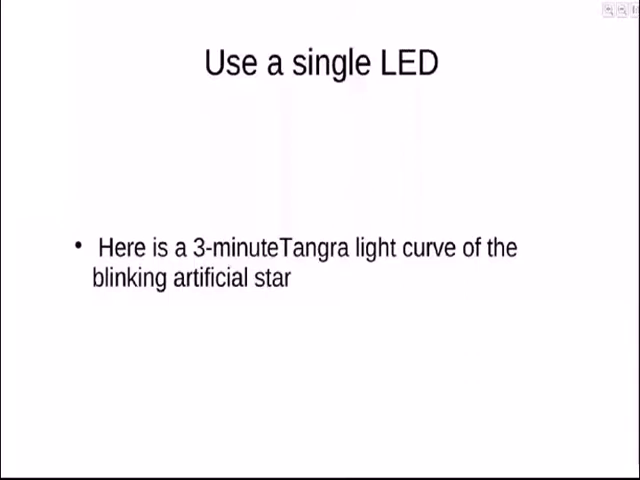 Use a single LED
• Here is a 3-minuteTangra light curve of the
blinking artificial star